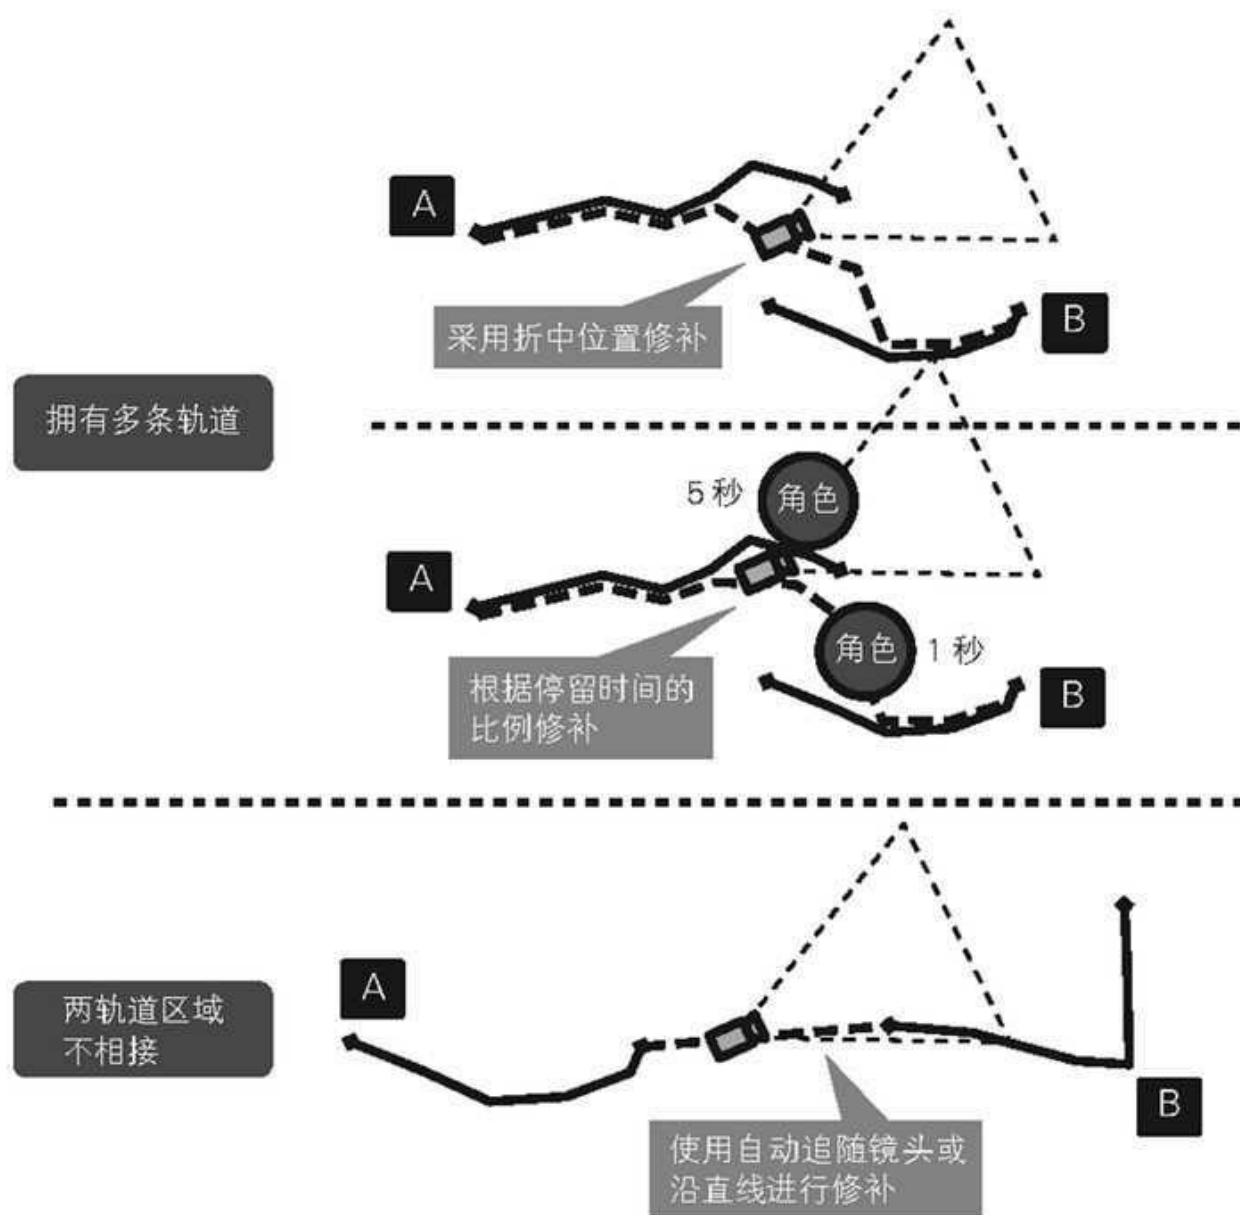 A
采用折中位置修补
B
拥有多条轨道
5 秒
角色
A
角色
1 秒
根据停留时间的
比例修补
B
A
两轨道区域
不相接
B
使用自动追随镜头或
沿直线进行修补